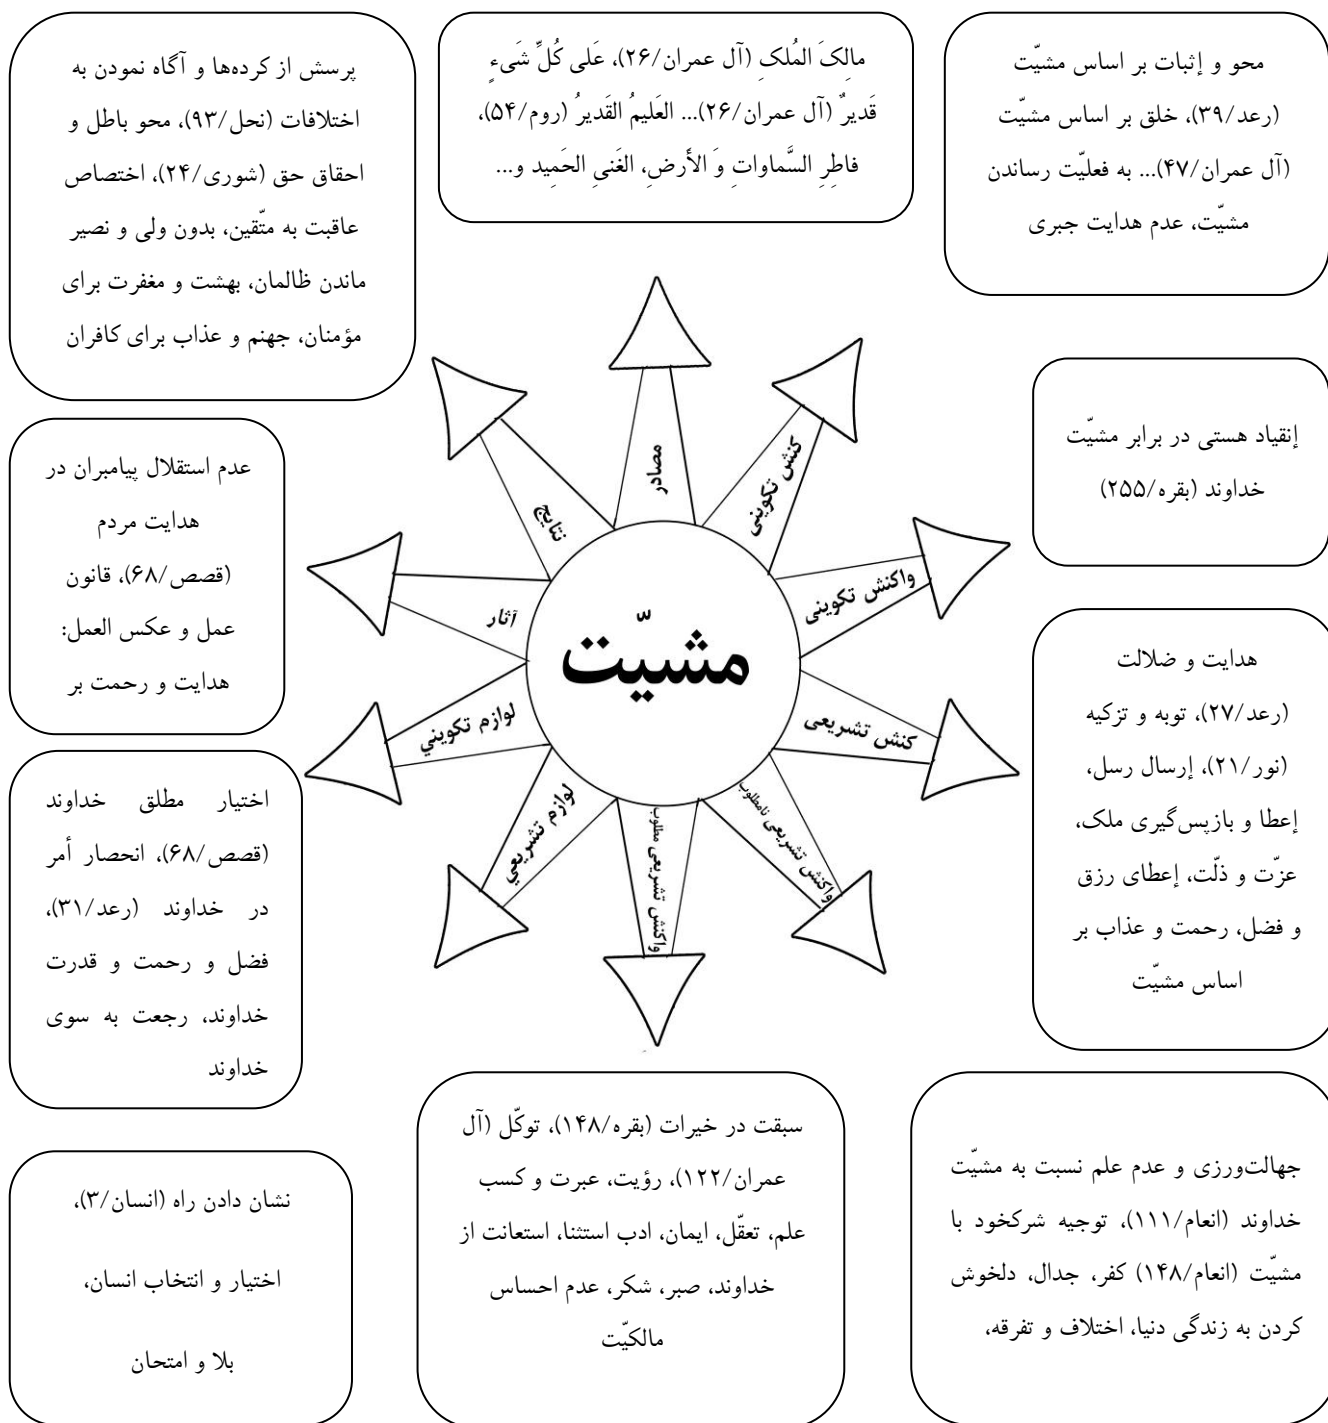 محو و إثبات بر اساس مشیّت
(رعد/۳۹)، خلق بر اساس مشیّت
(آل عمران/۴۷)... به فعلیّت رساندن
مشیّت، عدم هدایت جبری
مالِکَ المُلکِ (آل عمران/۲۶)، عَلی کُلِّ شَیءٍ
قَدیرٌ (آل عمران/۲۶)... العَلیمُ القَدیرُ (روم/۵۴)،
فاطِرِ السَّماواتِ وَ الأَرضِ، الغَنیِ الحَمِید و...
پرسش از کرده‌ها و آگاه نمودن به
اختلافات (نحل/۹۳)، محو باطل و
احقاق حق (شوری/۲۴)، اختصاص
عاقبت به متّقین، بدون ولی و نصیر
ماندن ظالمان، بهشت و مغفرت برای
مؤمنان، جهنم و عذاب برای کافران
إنقیاد هستی در برابر مشیّت
خداوند (بقره/۲۵۵)
عدم استقلال پیامبران در
هدایت مردم
(قصص/۶۸)، قانون
عمل و عکس العمل:
هدایت و رحمت بر
هدایت و ضلالت
(رعد/۲۷)، توبه و تزکیه
(نور/۲۱)، إرسال رسل،
إعطا و بازپس‌گیری ملک،
عزّت و ذلّت، إعطای رزق
و فضل، رحمت و عذاب بر
اساس مشیّت
اختیار مطلق خداوند
(قصص/۶۸)، انحصار أمر
در خداوند (رعد/۳۱)،
فضل و رحمت و قدرت
خداوند، رجعت به سوی
خداوند
مصادر
کنش تکوینی
واکنش تکوینی
کنش تشریعی
واکنش تشریعی نامطلوب
واکنش تشریعی مطلوب
لوازم تشریعي
لوازم تکویني
آثار
نتایج
مشیّت
جهالت‌ورزی و عدم علم نسبت به مشیّت
خداوند (انعام/۱۱۱)، توجیه شرکخود با
مشیّت (انعام/۱۴۸) کفر، جدال، دلخوش
کردن به زندگی دنیا، اختلاف و تفرقه،
سبقت در خیرات (بقره/۱۴۸)، توکّل (آل
عمران/۱۲۲)، رؤیت، عبرت و کسب
علم، تعقّل، ایمان، ادب استثنا، استعانت از
خداوند، صبر، شکر، عدم احساس
مالکیّت
نشان دادن راه (انسان/۳)،
اختیار و انتخاب انسان،
بلا و امتحان